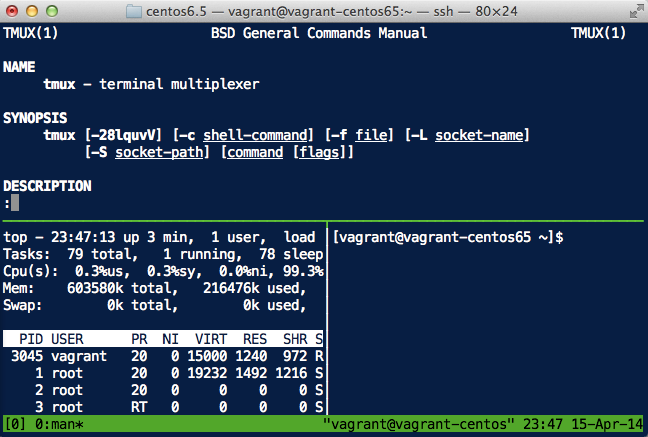 centos6.5 — vagrant@vagrant-centos65:~ — ssh — 80×24
TMUX(1) BSD General Commands Manual TMUX(1)
NAME
tmux — terminal multiplexer
SYNOPSIS
tmux [-28lquvV] [-c shell-command] [-f file] [-L socket-name]
[-S socket-path] [command [flags]]
DESCRIPTION
:
top - 23:47:13 up 3 min, 1 user, load
Tasks: 79 total, 1 running, 78 sleep
Cpu(s): 0.3%us, 0.3%sy, 0.0%ni, 99.3%
Mem: 603580k total, 216476k used,
Swap: 0k total, 0k used,
PID USER PR NI VIRT RES SHR S
3045 vagrant 20 0 15000 1240 972 R
1 root 20 0 19232 1492 1216 S
2 root 20 0 0 0 0 S
3 root RT 0 0 0 0 S
[vagrant@vagrant-centos65 ~]$
[0] 0:man* "vagrant@vagrant-centos" 23:47 15-Apr-14